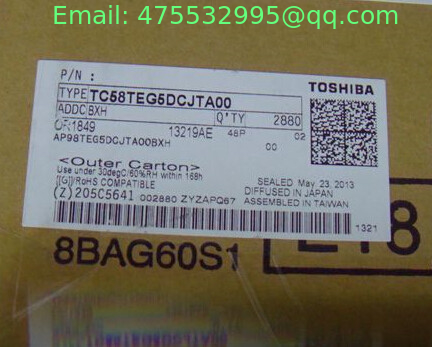 Email: 475532995@qq.com
P/N :
TOSHIBA
TYPE TC58TEG5DCJTA00
ADDC BXH Q'TY 2880
1849 13219AE 48P 02
AP98TEG5DCJTA00BXH 00
<Outer Carton>
Use under 30degC/60%RH within 168h
[[G]]/RoHS COMPATIBLE
SEALED May. 23, 2013
DIFFUSED IN JAPAN
ASSEMBLED IN TAIWAN
(Z)205C5641 002880 ZYZAPQ67
1321
8BAG60S1
18